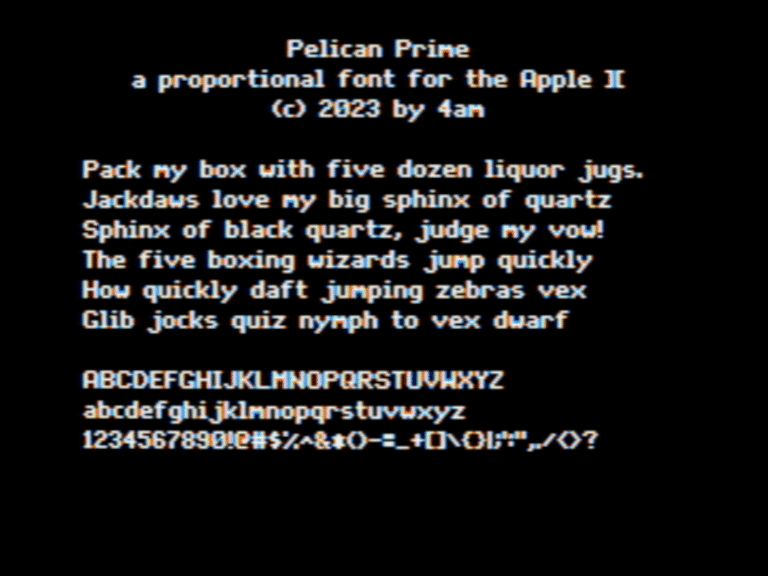 Pelican Prime
a proportional font for the Apple ][
(c) 2023 by 4am
Pack my box with five dozen liquor jugs.
Jackdaws love my big sphinx of quartz
Sphinx of black quartz, judge my vow!
The five boxing wizards jump quickly
How quickly daft jumping zebras vex
Glib jocks quiz nymph to vex dwarf
ABCDEFGHIJKLMNOPQRSTUVWXYZ
abcdefghijklmnopqrstuvwxyz
1234567890!@#$%^&*()-=_+[]\{}|;':",./<>?